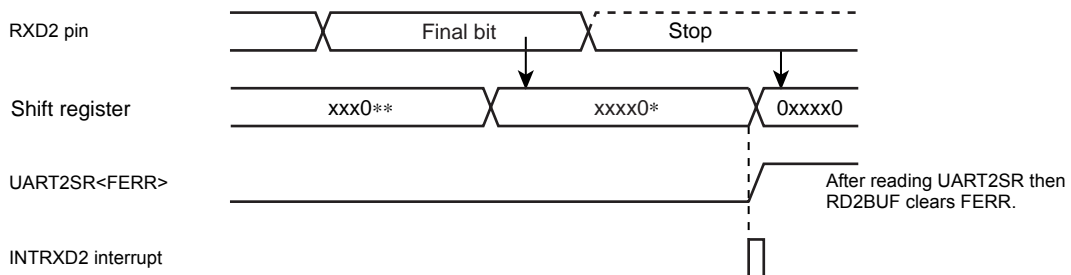 RXD2 pin
Final bit
Stop
Shift register
xxx0**
xxxx0*
0xxxx0
UART2SR<FERR>
After reading UART2SR then
RD2BUF clears FERR.
INTRXD2 interrupt